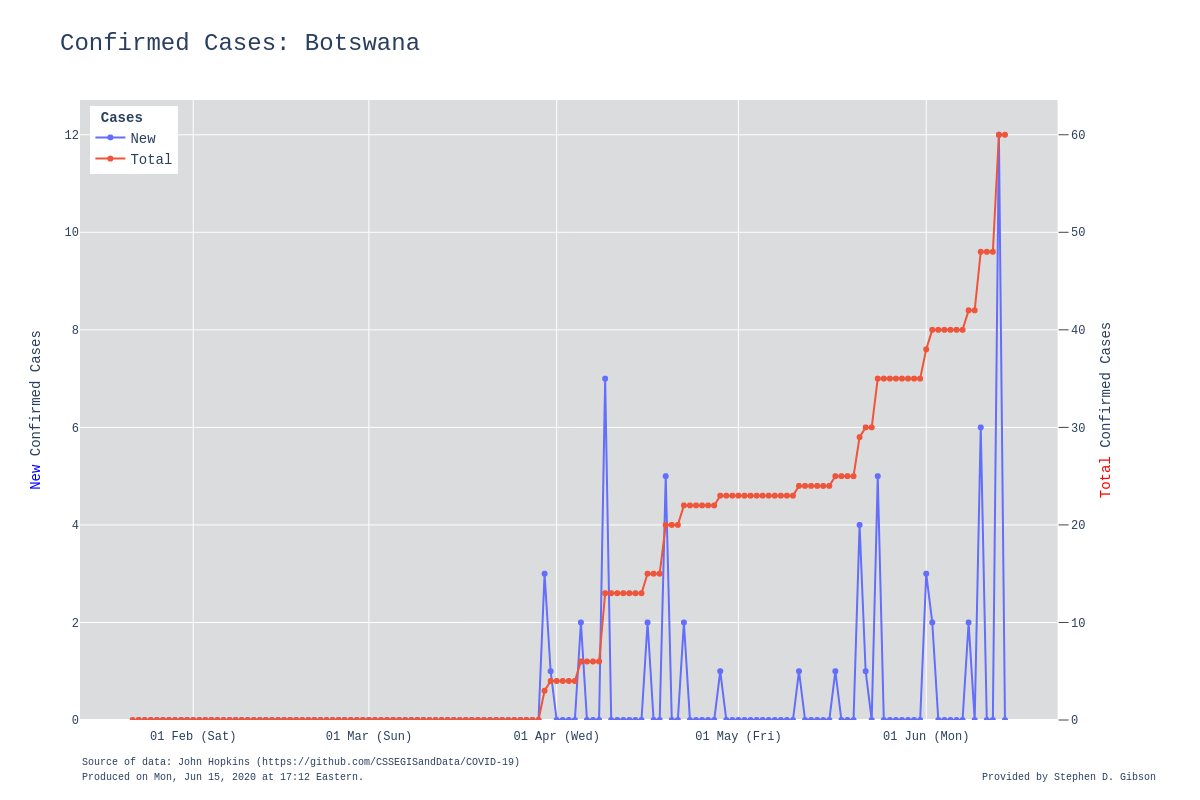 Confirmed Cases: Botswana
Cases
New
Total
12
10
8
6
4
2
0
New Confirmed Cases
60
50
40
30
20
10
0
Total Confirmed Cases
01 Feb (Sat)
01 Mar (Sun)
01 Apr (Wed)
01 May (Fri)
01 Jun (Mon)
Source of data: John Hopkins (https://github.com/CSSEGISandData/COVID-19)
Produced on Mon, Jun 15, 2020 at 17:12 Eastern.
Provided by Stephen D. Gibson